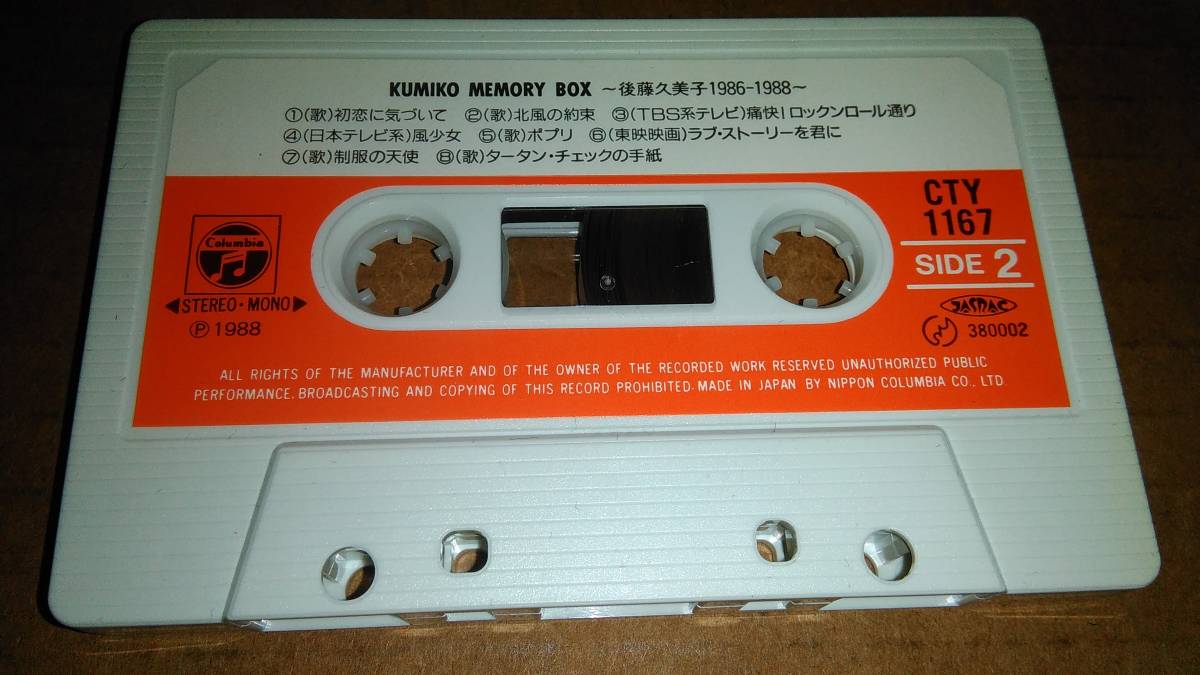 KUMIKO MEMORY BOX ～後藤久美子1986-1988～
①(歌)初恋に気づいて ②(歌)北風の約束 ③(TBS系テレビ)痛快!ロックンロール通り
④(日本テレビ系)風少女 ⑤(歌)ポプリ ⑥(東映映画)ラブ・ストーリーを君に
⑦(歌)制服の天使 ⑧(歌)タータン・チェックの手紙
CTY
1167
SIDE 2
Columbia
◀STEREO・MONO▶
Ⓟ1988
JASRAC
380002
ALL RIGHTS OF THE MANUFACTURER AND OF THE OWNER OF THE RECORDED WORK RESERVED UNAUTHORIZED PUBLIC
PERFORMANCE. BROADCASTING AND COPYING OF THIS RECORD PROHIBITED. MADE IN JAPAN BY NIPPON COLUMBIA CO., LTD.